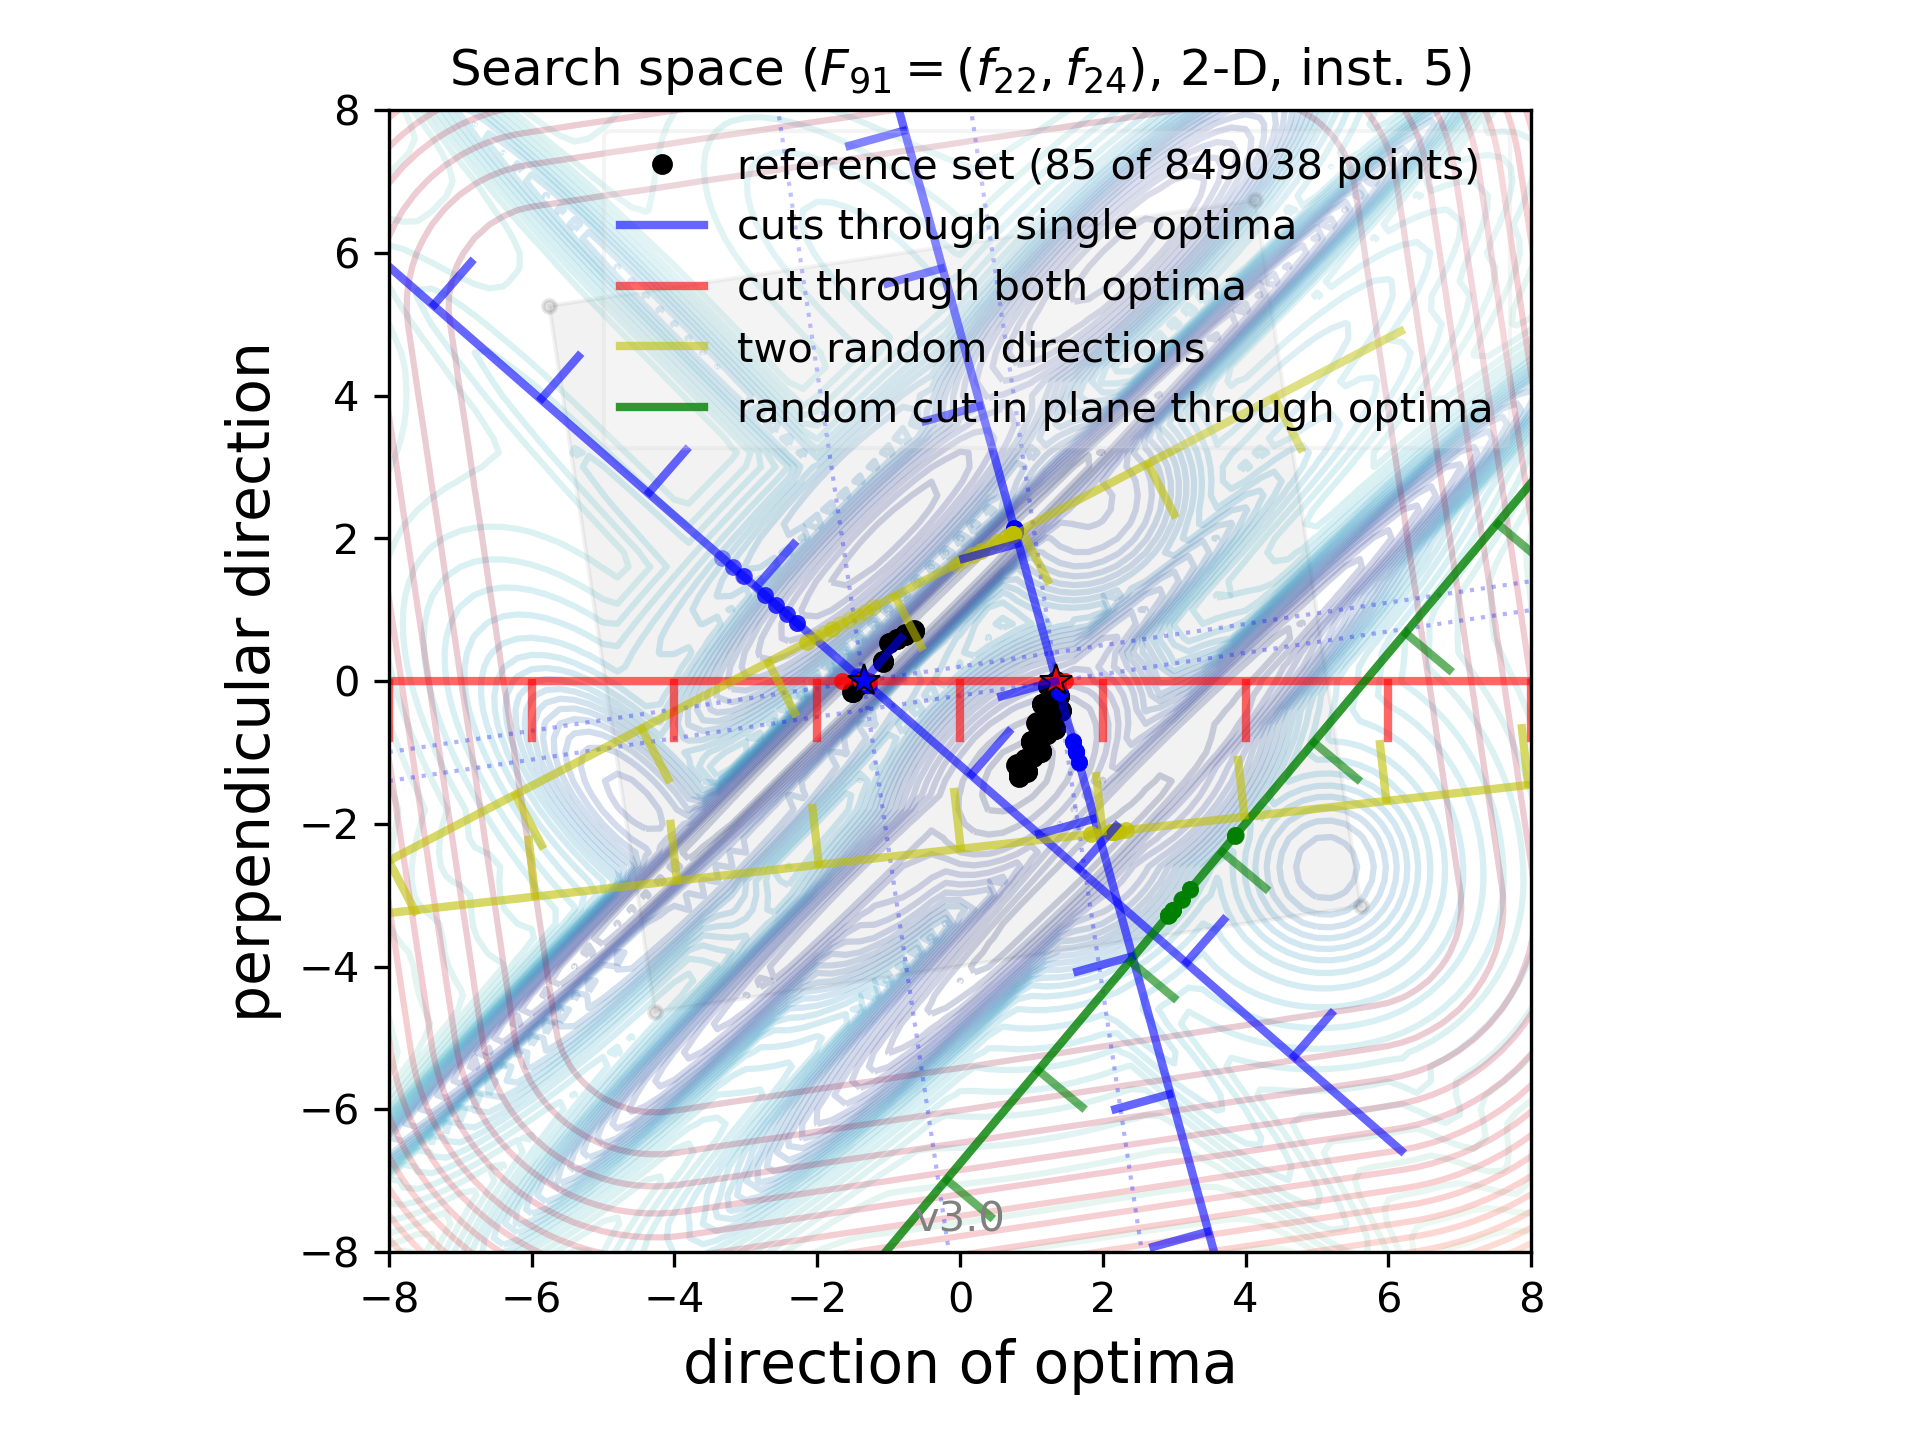 Search space (F91 = (f22, f24), 2-D, inst. 5)
reference set (85 of 849038 points)
cuts through single optima
cut through both optima
two random directions
random cut in plane through optima
8
6
4
2
0
−2
−4
−6
−8
perpendicular direction
v3.0
−8 −6 −4 −2 0 2 4 6 8
direction of optima